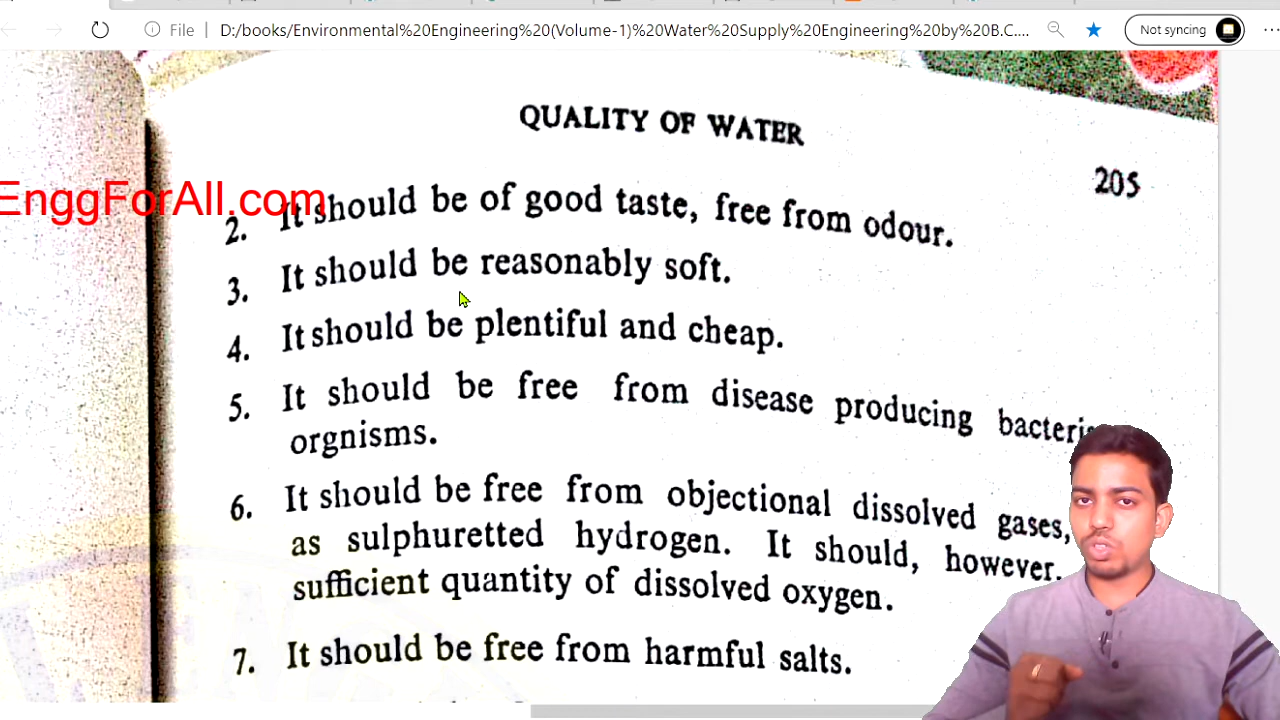 File
D:/books/Environmental%20Engineering%20(Volume-1)%20Water%20Supply%20Engineering%20by%20B.C....
Not syncing
QUALITY OF WATER
205
EnggForAll.com
2. It should be of good taste, free from odour.
3. It should be reasonably soft.
4. It should be plentiful and cheap.
5. It should be free from disease producing
orgnisms.
6. It should be free from objectional dissolved gases,
as sulphuretted hydrogen. It should, however.
sufficient quantity of dissolved oxygen.
7. It should be free from harmful salts.